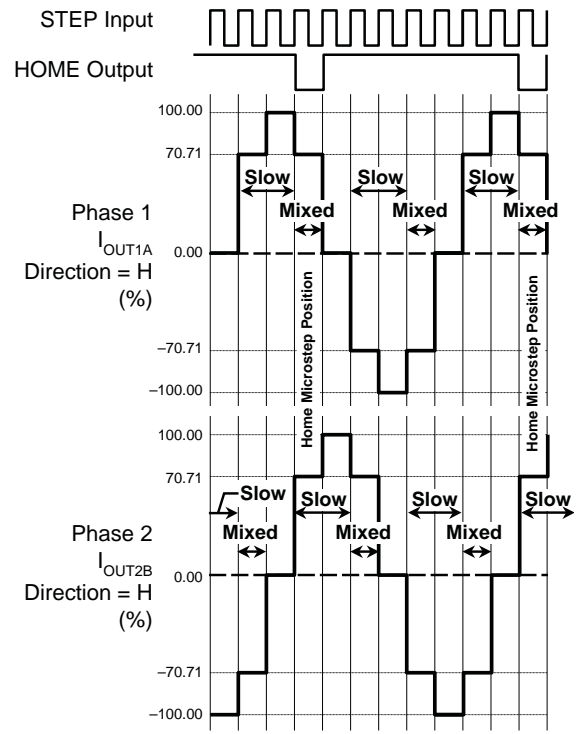 STEP Input
HOME Output
100.00
70.71
Slow
Slow
Slow
Mixed
Mixed
Mixed
Phase 1
IOUT1A
Direction = H
(%)
0.00
Home Microstep Position
Home Microstep Position
–70.71
–100.00
100.00
70.71
Slow
Slow
Slow
Slow
Mixed
Mixed
Mixed
Phase 2
IOUT2B
Direction = H
(%)
0.00
–70.71
–100.00